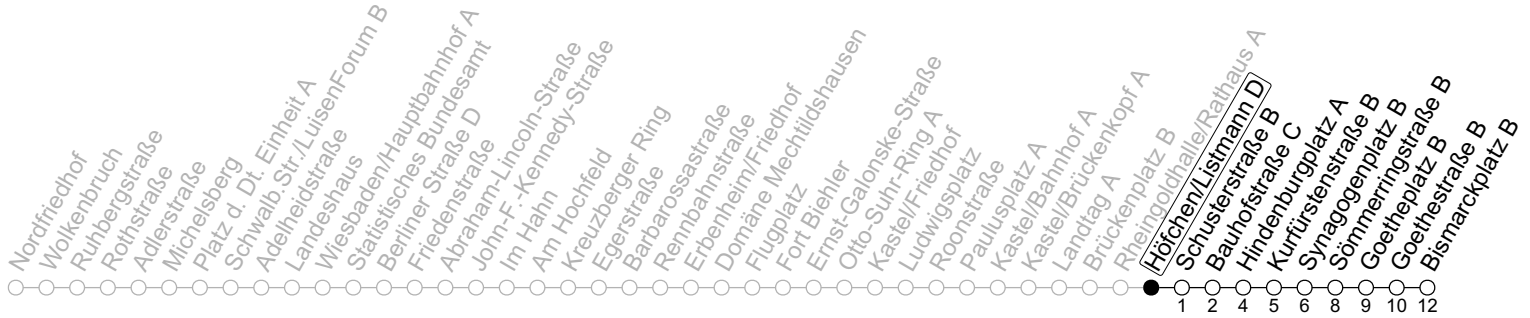 Nordfriedhof
Wolkenbruch
Ruhbergstraße
Rothstraße
Adlerstraße
Michelsberg
Platz d. Dt. Einheit A
Schwalb.Str./LuisenForum B
Adelheidstraße
Landeshaus
Wiesbaden/Hauptbahnhof A
Statistisches Bundesamt
Berliner Straße D
Friedenstraße
Abraham-Lincoln-Straße
John-F.-Kennedy-Straße
Im Hahn
Am Hochfeld
Kreuzberger Ring
Egerstraße
Barbarossastraße
Rennbahnstraße
Erbenheim/Friedhof
Domäne Mechtildshausen
Flugplatz
Fort Biehler
Ernst-Galonske-Straße
Otto-Suhr-Ring A
Kastel/Friedhof
Ludwigsplatz
Roonstraße
Paulusplatz A
Kastel/Bahnhof A
Kastel/Brückenkopf A
Landtag A
Brückenplatz B
Rheingoldhalle/Rathaus A
Höfchen/Listmann D
Schusterstraße B
Bauhofstraße C
Hindenburgplatz A
Kurfürstenstraße B
Synagogenplatz B
Sömmerringstraße B
Goetheplatz B
Goethestraße B
Bismarckplatz B
1 2 4 5 6 8 9 10 12